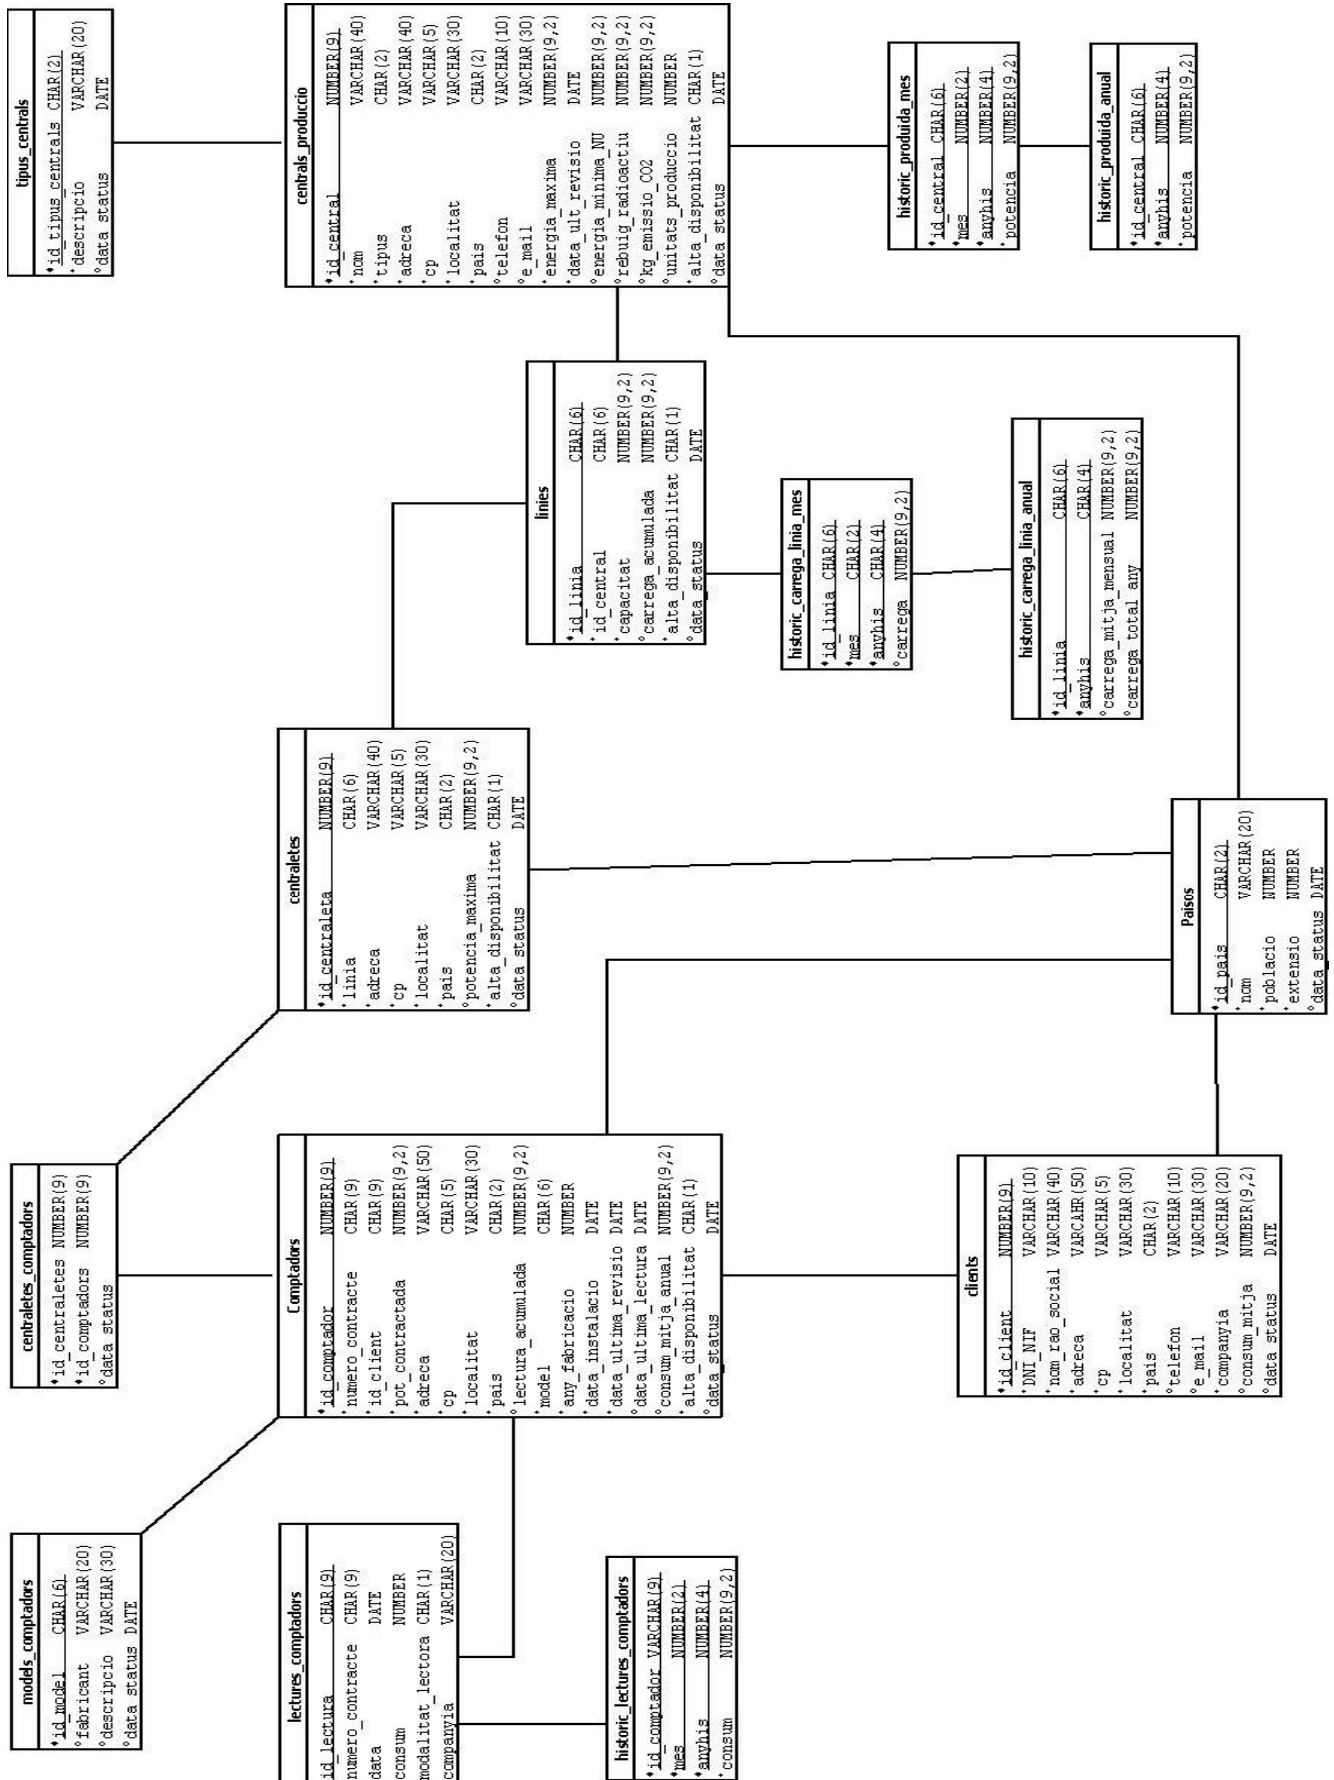 models_comptadors
*id_model CHAR(6)
°fabricant VARCHAR(20)
°descripcio VARCHAR(30)
°data status DATE
centraletes_comptadors
*id_centraletes NUMBER(9)
*id_comptadors NUMBER(9)
°data status
tipus_centrals
*id_tipus_centrals CHAR(2)
'descripcio VARCHAR(20)
°data status DATE
lectures_comptadors
id_lectura CHAR(9)
numero_contracte CHAR(9)
data DATE
consum NUMBER
modalitat_lectora CHAR(1)
companyia VARCHAR(20)
Comptadors
*id_comptador NUMBER(9)
'numero_contracte CHAR(9)
'id_client CHAR(9)
'pot_contractada NUMBER(9,2)
'adreca VARCHAR(50)
'cp CHAR(5)
'localitat VARCHAR(30)
'pais CHAR(2)
°lectura_acumulada NUMBER(9,2)
'model CHAR(6)
'any_fabricacio NUMBER
'data_instalacio DATE
'data_ultima_revisio DATE
°data_ultima_lectura DATE
°consum_mitja_anual NUMBER(9,2)
'alta_disponibilitat CHAR(1)
°data_status DATE
centraletes
*id_centraleta NUMBER(9)
'linia CHAR(6)
'adreca VARCHAR(40)
'cp VARCHAR(5)
'localitat VARCHAR(30)
'pais CHAR(2)
°potencia_maxima NUMBER(9,2)
'alta_disponibilitat CHAR(1)
°data status DATE
centrals_produccio
*id_central NUMBER(9)
'nom VARCHAR(40)
'tipus CHAR(2)
'adreca VARCHAR(40)
'cp VARCHAR(5)
'localitat VARCHAR(30)
'pais CHAR(2)
°telefon VARCHAR(10)
°e_mail VARCHAR(30)
'energia_maxima NUMBER(9,2)
'data_ult_revisio DATE
°energia_minima_NU NUMBER(9,2)
°rebuig_radioactiu NUMBER(9,2)
°kg_emissio_CO2 NUMBER(9,2)
°unitats_produccio NUMBER
'alta_disponibilitat CHAR(1)
°data_status DATE
linies
*id_linia CHAR(6)
'id_central CHAR(6)
'capacitat NUMBER(9,2)
°carrega_acumulada NUMBER(9,2)
'alta_disponibilitat CHAR(1)
°data_status DATE
historic_lectures_comptadors
*id_comptador VARCHAR(9)
*mes NUMBER(2)
*anyhis NUMBER(4)
'consum NUMBER(9,2)
historic_carrega_linia_mes
*id_linia CHAR(6)
*mes CHAR(2)
*anyhis CHAR(4)
°carrega NUMBER(9,2)
historic_produida_mes
*id_central CHAR(6)
*mes NUMBER(2)
*anyhis NUMBER(4)
'potencia NUMBER(9,2)
clients
*id_client NUMBER(9)
'DNI_NIF VARCHAR(10)
'nom_rao_social VARCHAR(40)
'adreca VARCAHR(50)
'cp VARCHAR(5)
'localitat VARCHAR(30)
'pais CHAR(2)
°telefon VARCHAR(10)
°e_mail VARCHAR(30)
'companyia VARCHAR(20)
°consum_mitja NUMBER(9,2)
°data status DATE
historic_carrega_linia_anual
*id_linia CHAR(6)
*anyhis CHAR(4)
°carrega_mitja_mensual NUMBER(9,2)
°carrega total any NUMBER(9,2)
historic_produida_anual
*id_central CHAR(6)
*anyhis NUMBER(4)
'potencia NUMBER(9,2)
Paisos
*id_pais CHAR(2)
'nom VARCHAR(20)
'poblacio NUMBER
'extensio NUMBER
°data status DATE